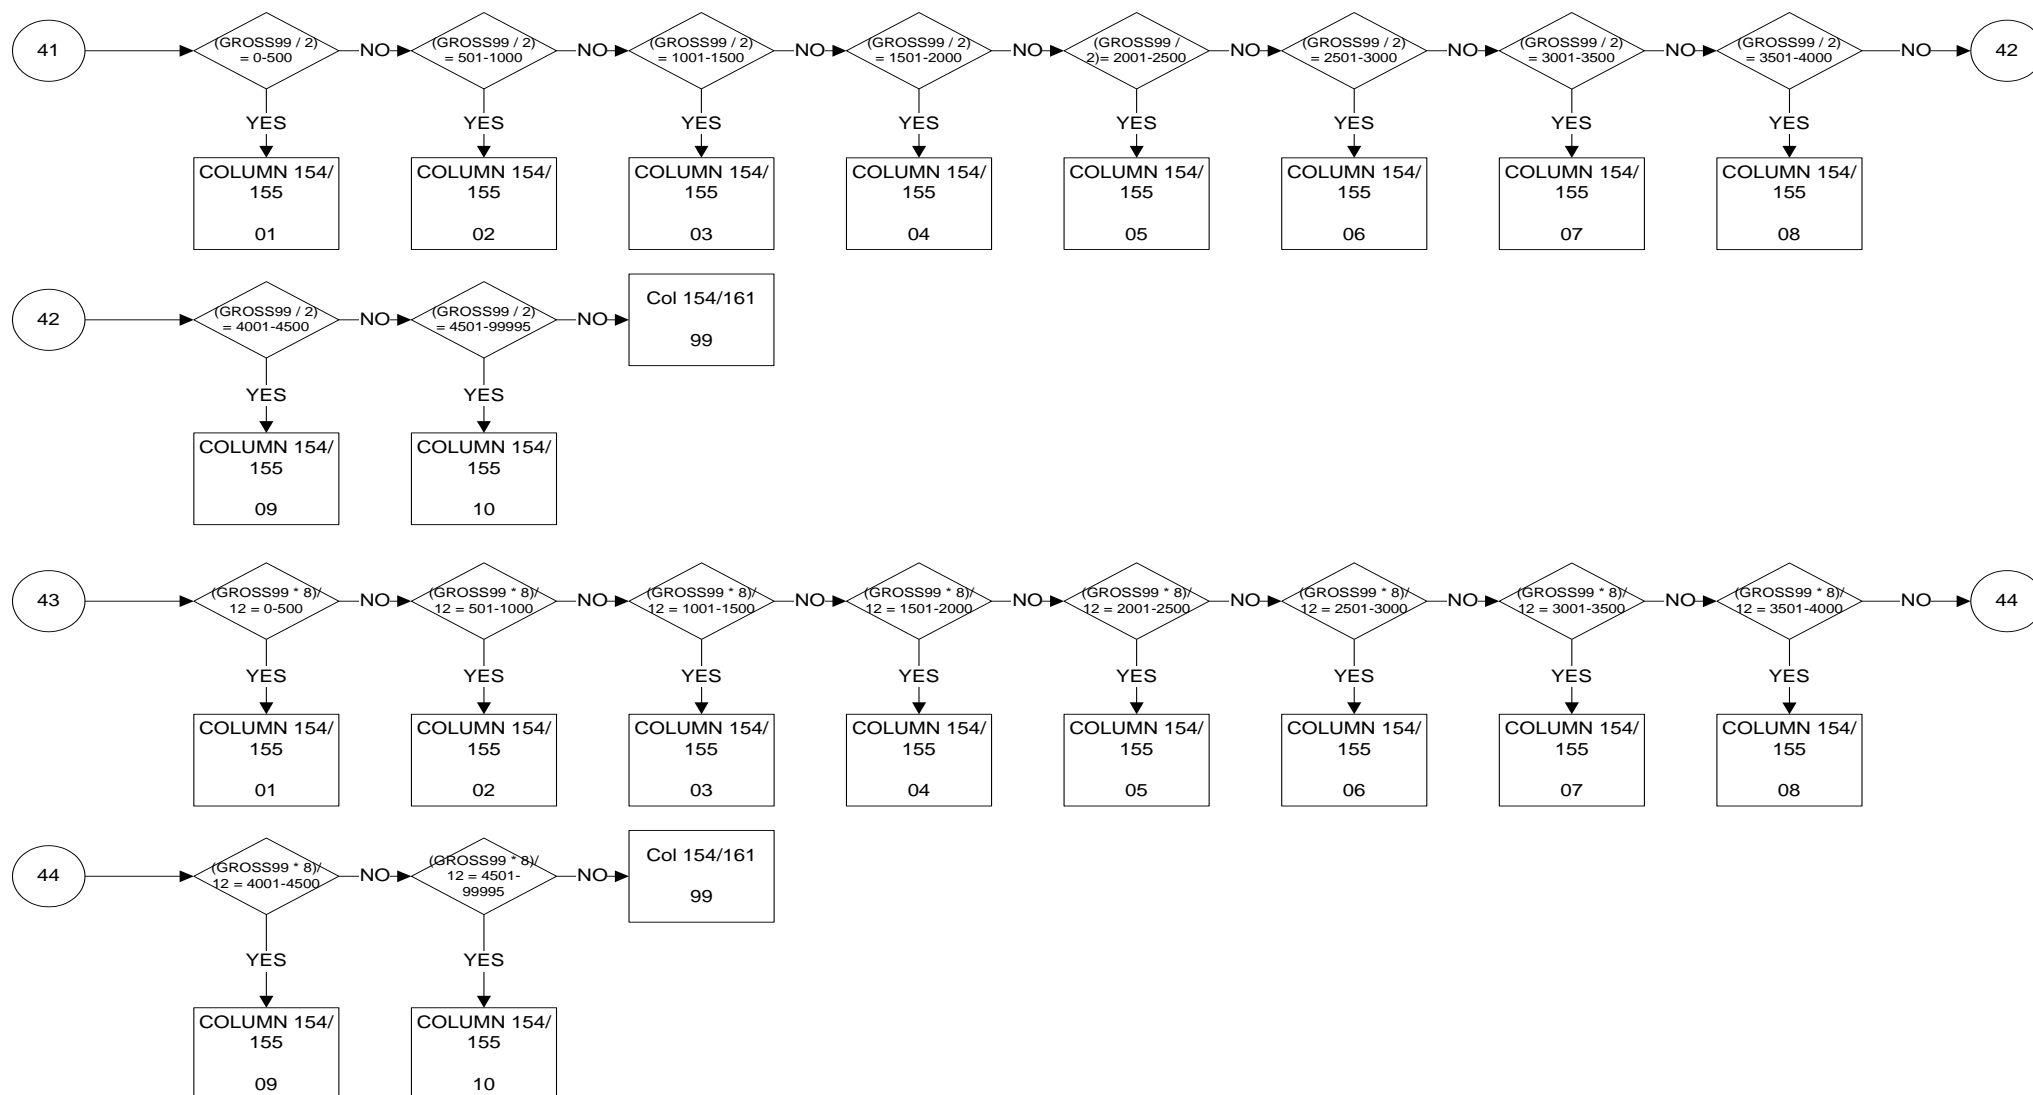 41
(GROSS99 / 2)
= 0-500
NO
(GROSS99 / 2)
= 501-1000
NO
(GROSS99 / 2)
= 1001-1500
NO
(GROSS99 / 2)
= 1501-2000
NO
(GROSS99 /
2)= 2001-2500
NO
(GROSS99 / 2)
= 2501-3000
NO
(GROSS99 / 2)
= 3001-3500
NO
(GROSS99 / 2)
= 3501-4000
NO
42
YES
YES
YES
YES
YES
YES
YES
YES
COLUMN 154/
155
01
COLUMN 154/
155
02
COLUMN 154/
155
03
COLUMN 154/
155
04
COLUMN 154/
155
05
COLUMN 154/
155
06
COLUMN 154/
155
07
COLUMN 154/
155
08
42
(GROSS99 / 2)
= 4001-4500
NO
(GROSS99 / 2)
= 4501-99995
NO
Col 154/161
99
YES
YES
COLUMN 154/
155
09
COLUMN 154/
155
10
43
(GROSS99 * 8)/
12 = 0-500
NO
(GROSS99 * 8)/
12 = 501-1000
NO
(GROSS99 * 8)/
12 = 1001-1500
NO
(GROSS99 * 8)/
12 = 1501-2000
NO
(GROSS99 * 8)/
12 = 2001-2500
NO
(GROSS99 * 8)/
12 = 2501-3000
NO
(GROSS99 * 8)/
12 = 3001-3500
NO
(GROSS99 * 8)/
12 = 3501-4000
NO
44
YES
YES
YES
YES
YES
YES
YES
YES
COLUMN 154/
155
01
COLUMN 154/
155
02
COLUMN 154/
155
03
COLUMN 154/
155
04
COLUMN 154/
155
05
COLUMN 154/
155
06
COLUMN 154/
155
07
COLUMN 154/
155
08
44
(GROSS99 * 8)/
12 = 4001-4500
NO
(GROSS99 * 8)/
12 = 4501-
99995
NO
Col 154/161
99
YES
YES
COLUMN 154/
155
09
COLUMN 154/
155
10